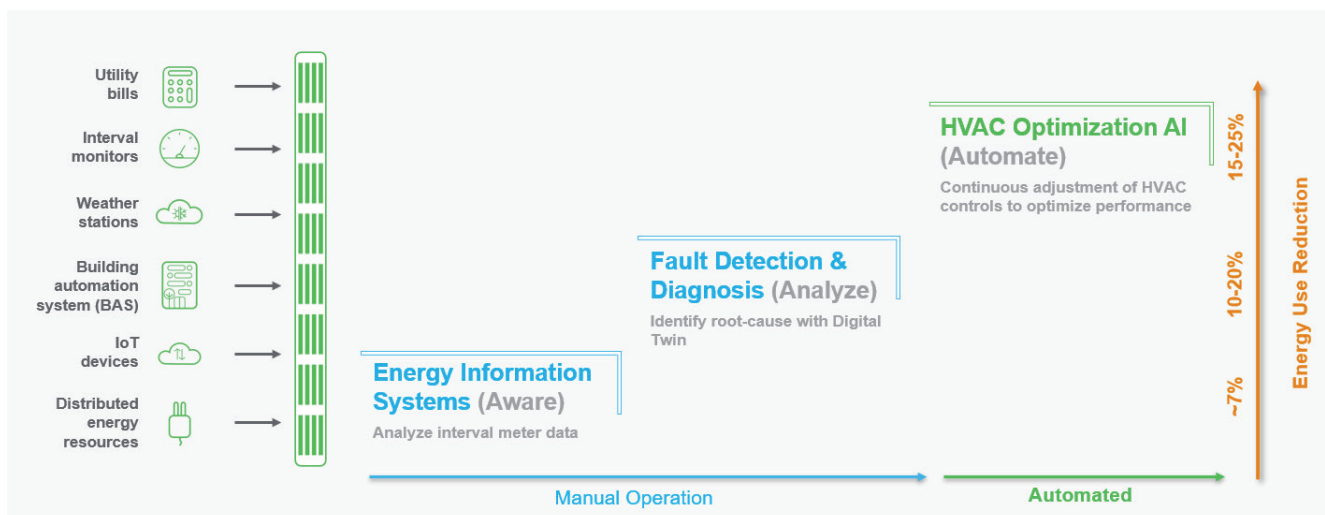 Utility
bills
Interval
monitors
Weather
stations
Building
automation
system (BAS)
IoT
devices
Distributed
energy
resources
Energy Information
Systems (Aware)
Analyze interval meter data
Fault Detection &
Diagnosis (Analyze)
Identify root-cause with Digital
Twin
HVAC Optimization AI
(Automate)
Continuous adjustment of HVAC
controls to optimize performance
Manual Operation
Automated
15-25%
10-20%
~7%
Energy Use Reduction